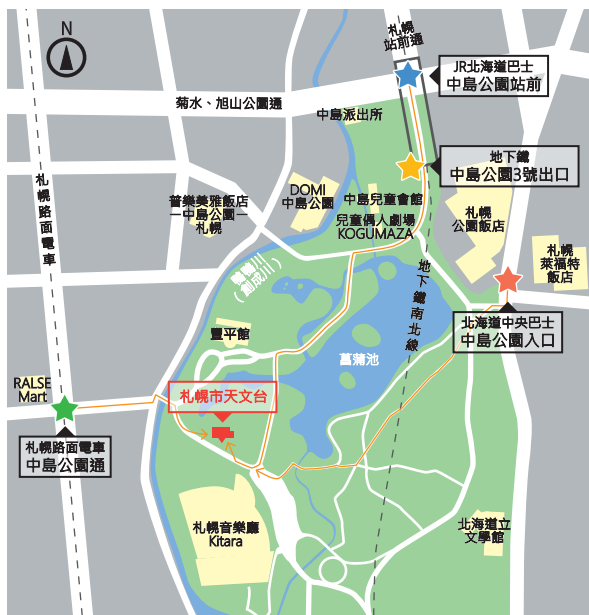 N
札幌
站前通
JR北海道巴士
中島公園站前
菊水、旭山公園通
中島派出所
地下鐵
中島公園3號出口
札幌路面電車
普樂美雅飯店
—中島公園—
札幌
DOMI
中島公園
中島兒童會館
兒童偶人劇場
KOGUMAZA
札幌
公園飯店
札幌
萊福特
飯店
鴨鴨川
(創成川)
地下鐵南北線
北海道中央巴士
中島公園入口
豐平館
菖蒲池
RALSE
Mart
札幌市天文台
札幌路面電車
中島公園通
札幌音樂廳
Kitara
北海道立
文學館